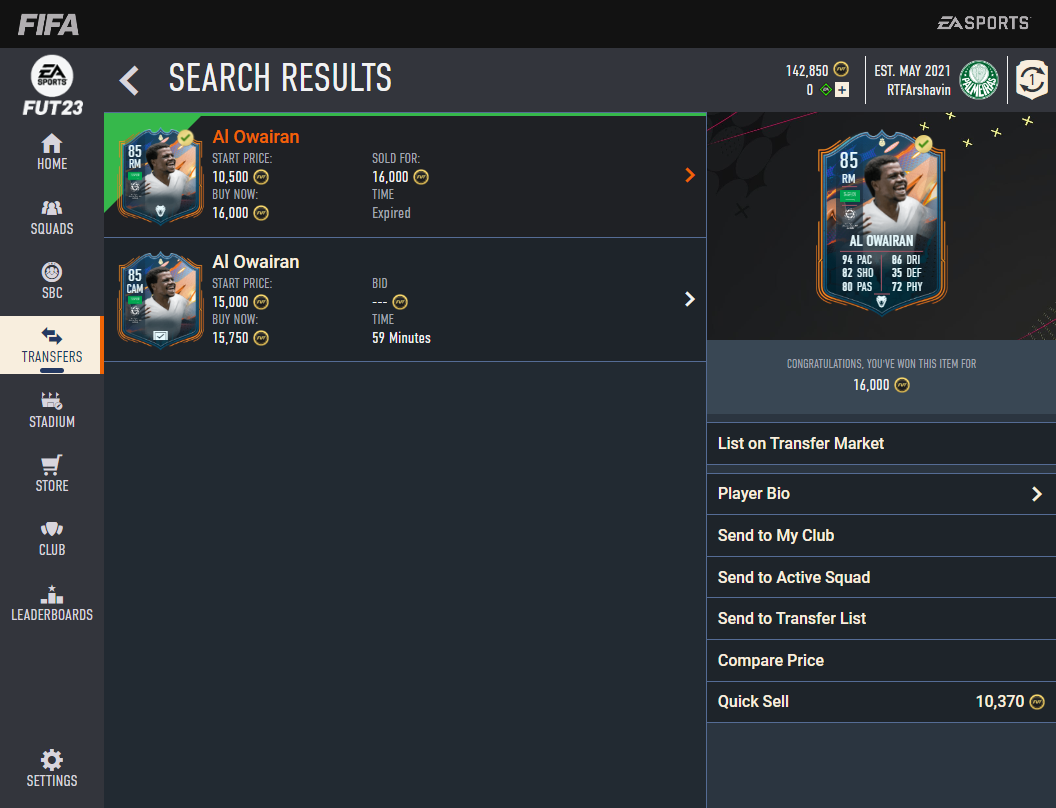 FIFA
EA SPORTS
EA SPORTS
FUT23
SEARCH RESULTS
142,850
0
EST. MAY 2021
RTFArshavin
PALMEIRAS
1
HOME
SQUADS
SBC
TRANSFERS
STADIUM
STORE
CLUB
LEADERBOARDS
SETTINGS
85
RM
Al Owairan
START PRICE:
10,500
BUY NOW:
16,000
SOLD FOR:
16,000
TIME
Expired
85
CAM
Al Owairan
START PRICE:
15,000
BUY NOW:
15,750
BID
---
TIME
59 Minutes
85
RM
AL OWAIRAN
94 PAC 86 DRI
82 SHO 35 DEF
80 PAS 72 PHY
CONGRATULATIONS, YOU'VE WON THIS ITEM FOR
16,000
List on Transfer Market
Player Bio
Send to My Club
Send to Active Squad
Send to Transfer List
Compare Price
Quick Sell 10,370